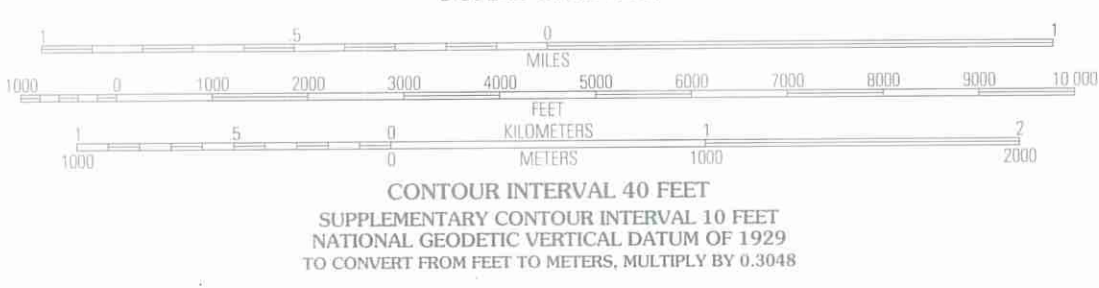 1 .5 0 1
MILES
1000 0 1000 2000 3000 4000 5000 6000 7000 8000 9000 10 000
FEET
1 .5 0 KILOMETERS 1 2
1000 0 METERS 1000 2000
CONTOUR INTERVAL 40 FEET
SUPPLEMENTARY CONTOUR INTERVAL 10 FEET
NATIONAL GEODETIC VERTICAL DATUM OF 1929
TO CONVERT FROM FEET TO METERS, MULTIPLY BY 0.3048